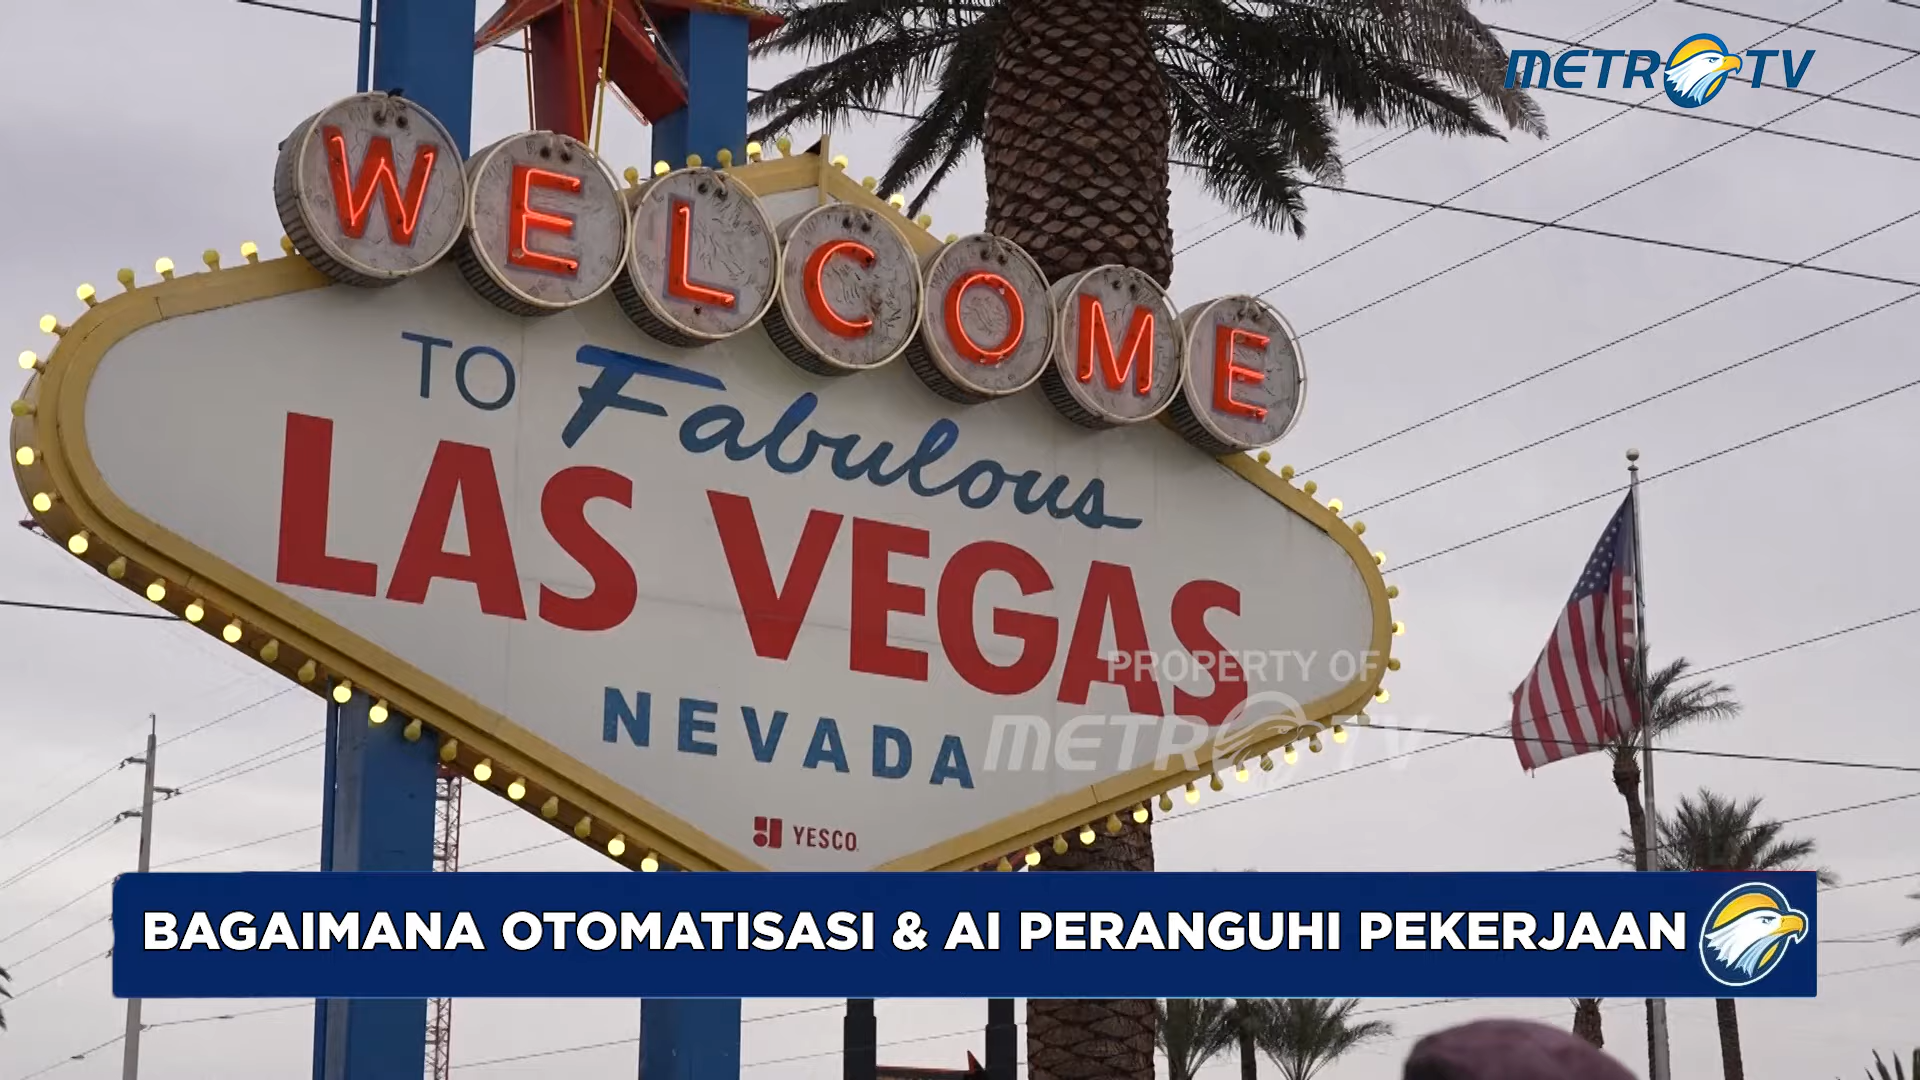 METRO TV
WELCOME
TO Fabulous
LAS VEGAS
NEVADA
YESCO
PROPERTY OF
METRO TV
BAGAIMANA OTOMATISASI & AI PERANGUHI PEKERJAAN